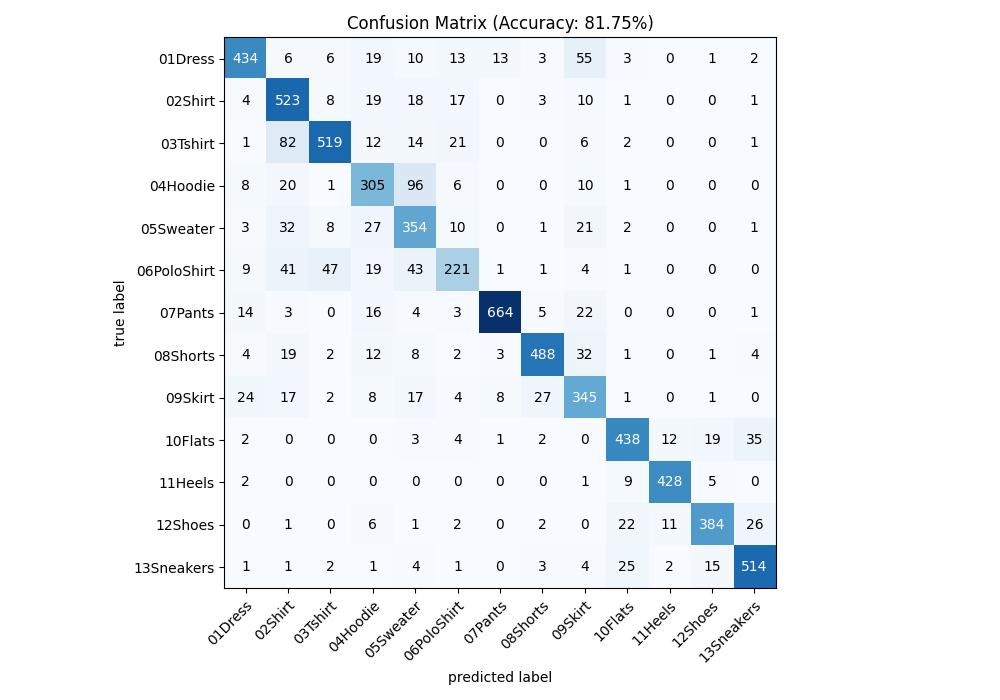 Confusion Matrix (Accuracy: 81.75%)
01Dress 434 6 6 19 10 13 13 3 55 3 0 1 2
02Shirt 4 523 8 19 18 17 0 3 10 1 0 0 1
03Tshirt 1 82 519 12 14 21 0 0 6 2 0 0 1
04Hoodie 8 20 1 305 96 6 0 0 10 1 0 0 0
05Sweater 3 32 8 27 354 10 0 1 21 2 0 0 1
06PoloShirt 9 41 47 19 43 221 1 1 4 1 0 0 0
07Pants 14 3 0 16 4 3 664 5 22 0 0 0 1
08Shorts 4 19 2 12 8 2 3 488 32 1 0 1 4
09Skirt 24 17 2 8 17 4 8 27 345 1 0 1 0
10Flats 2 0 0 0 3 4 1 2 0 438 12 19 35
11Heels 2 0 0 0 0 0 0 0 1 9 428 5 0
12Shoes 0 1 0 6 1 2 0 2 0 22 11 384 26
13Sneakers 1 1 2 1 4 1 0 3 4 25 2 15 514
true label
01Dress 02Shirt 03Tshirt 04Hoodie 05Sweater 06PoloShirt 07Pants 08Shorts 09Skirt 10Flats 11Heels 12Shoes 13Sneakers
predicted label